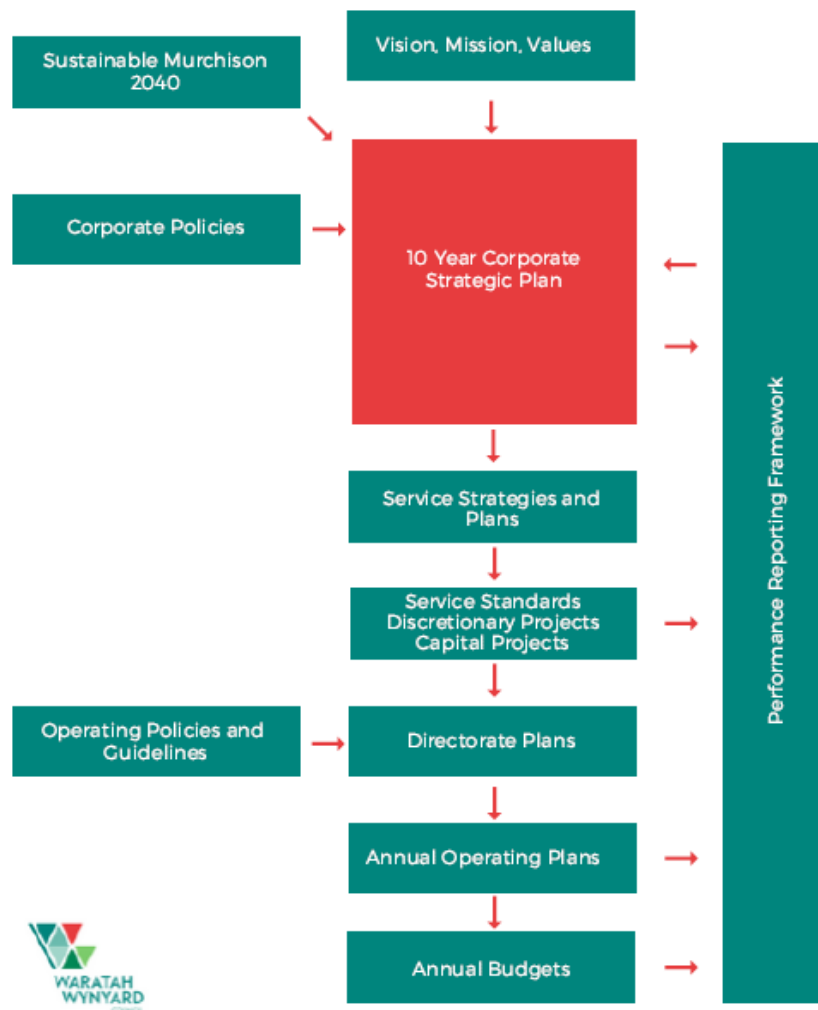 Vision, Mission, Values
Sustainable Murchison
2040
Corporate Policies
10 Year Corporate
Strategic Plan
Performance Reporting Framework
Service Strategies and
Plans
Service Standards
Discretionary Projects
Capital Projects
Operating Policies and
Guidelines
Directorate Plans
Annual Operating Plans
Annual Budgets
WARATAH
WYNYARD